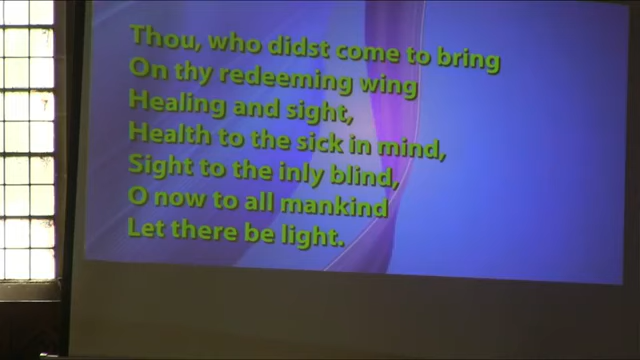 Thou, who didst come to bring
On thy redeeming wing
Healing and sight,
Health to the sick in mind,
Sight to the inly blind,
O now to all mankind
Let there be light.